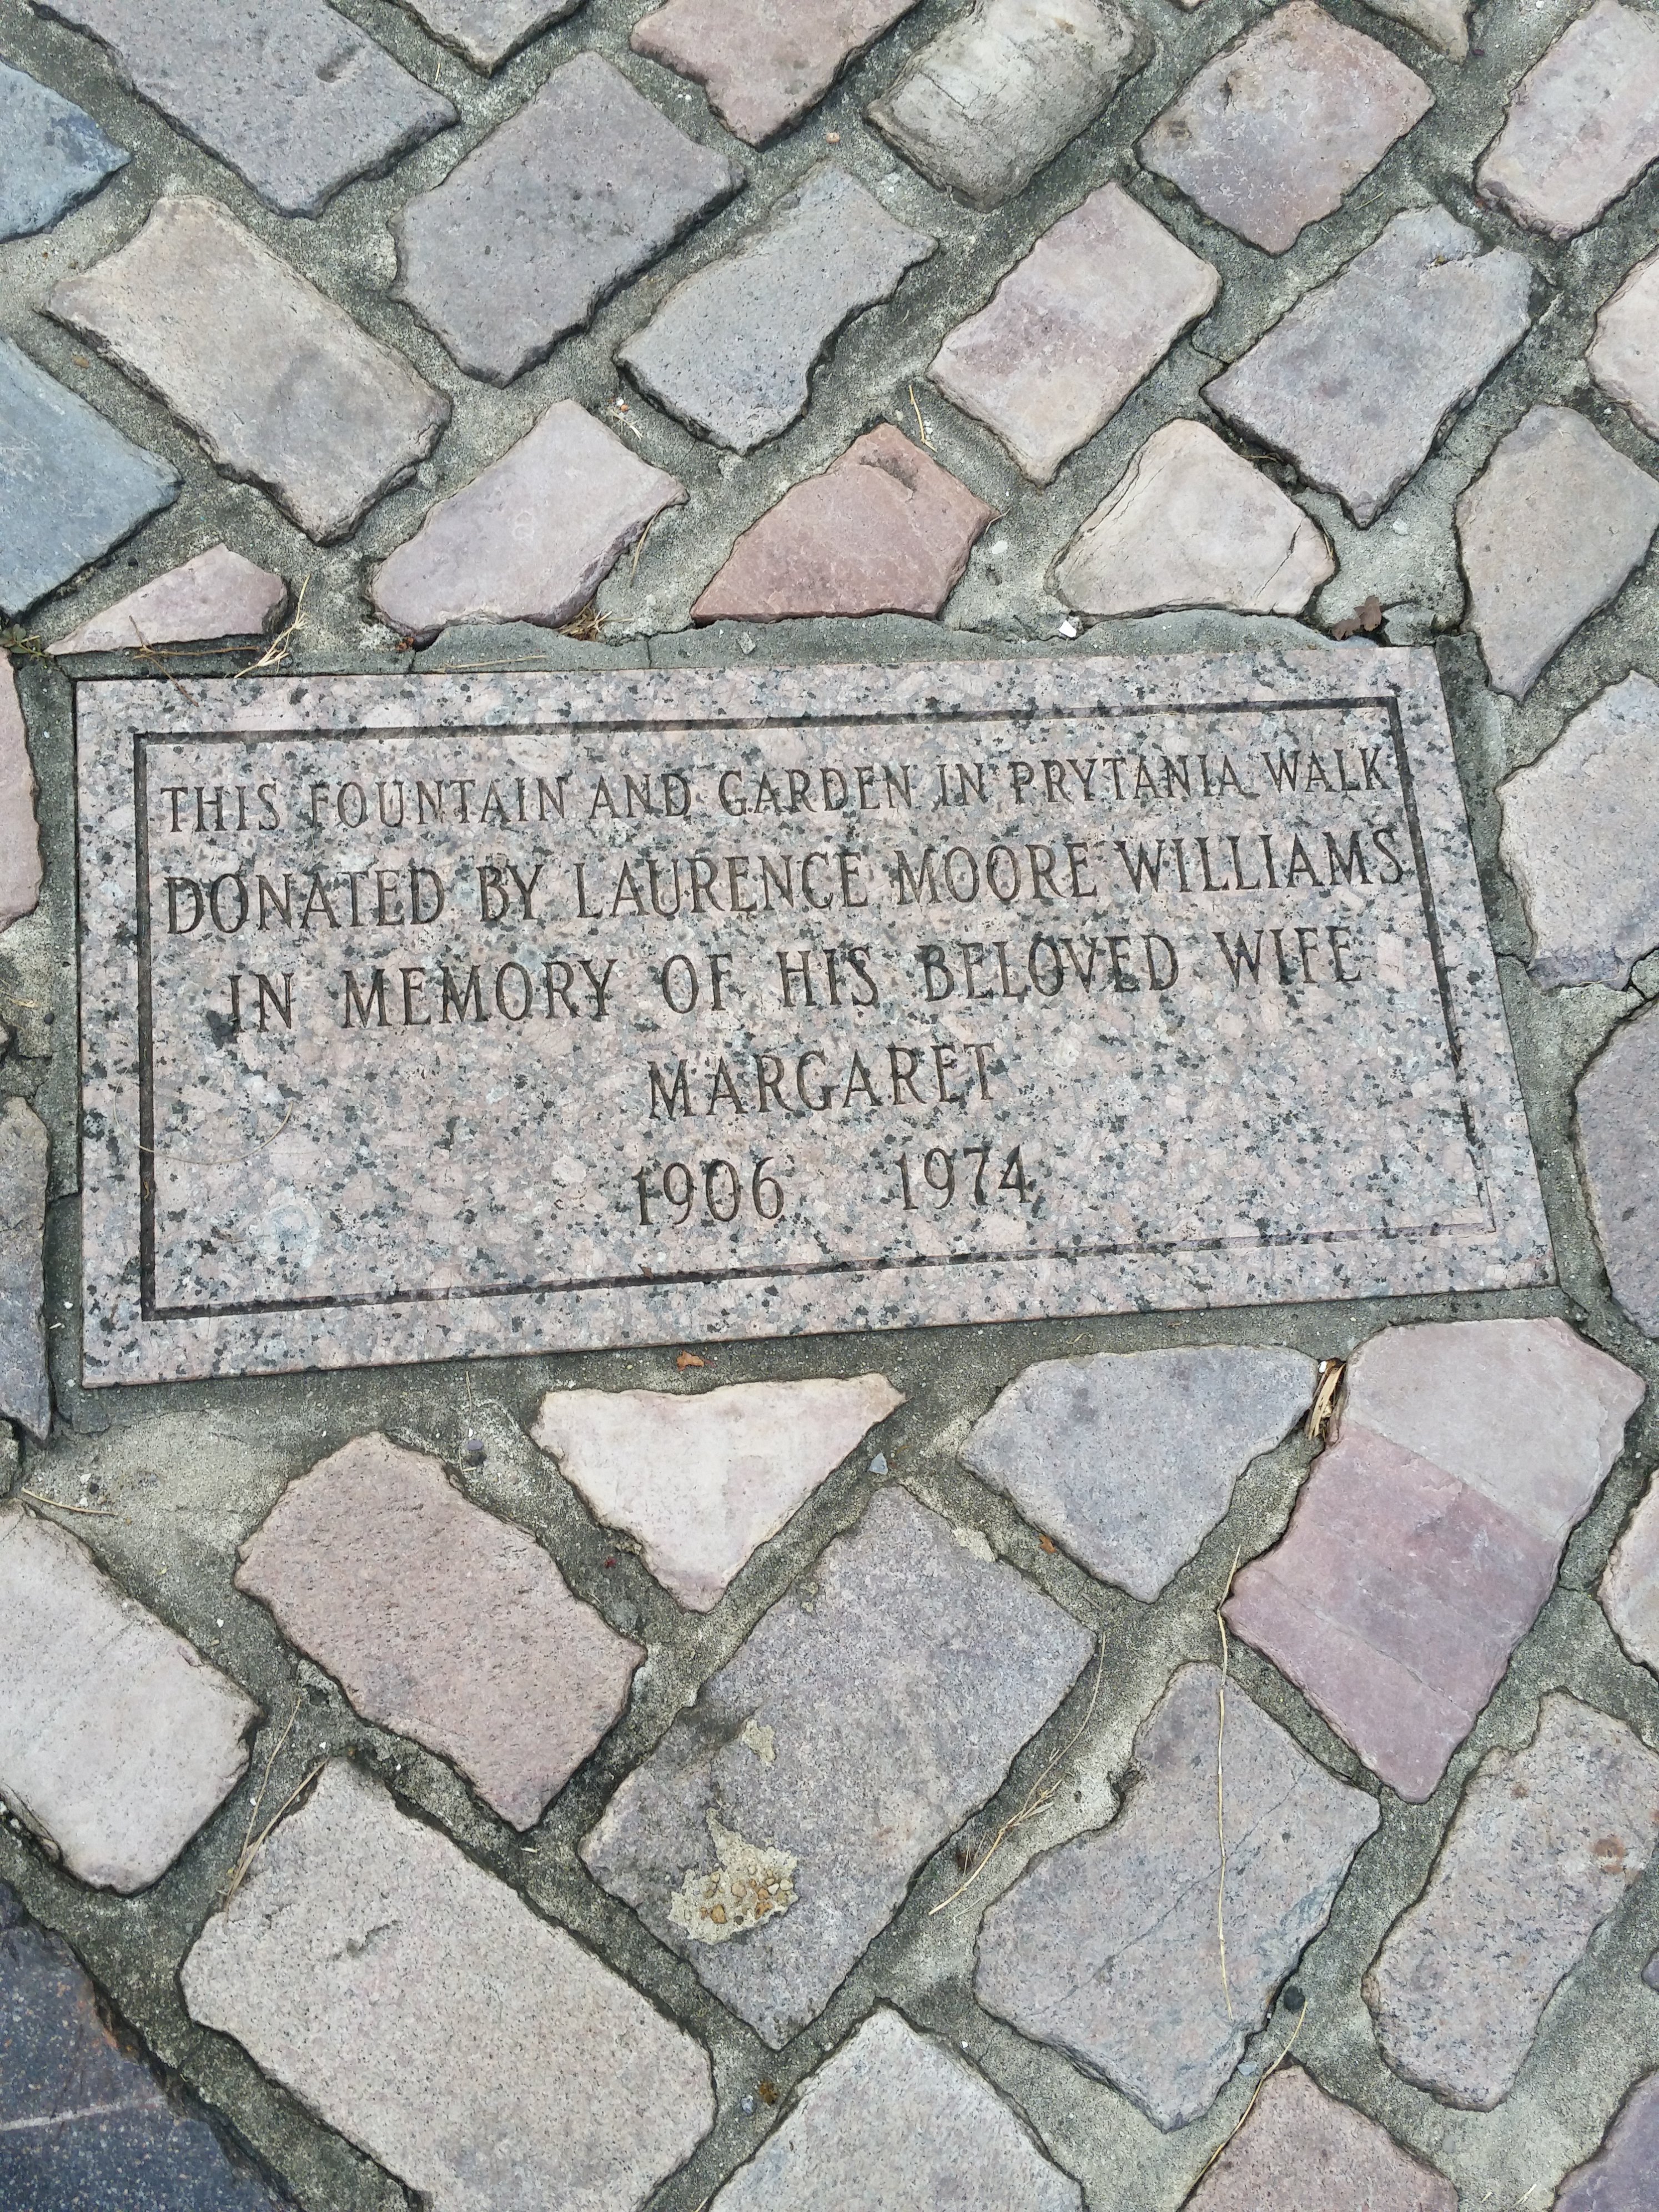 THIS FOUNTAIN AND GARDEN IN PRYTANIA WALK
DONATED BY LAURENCE MOORE WILLIAMS
IN MEMORY OF HIS BELOVED WIFE
MARGARET
1906 1974